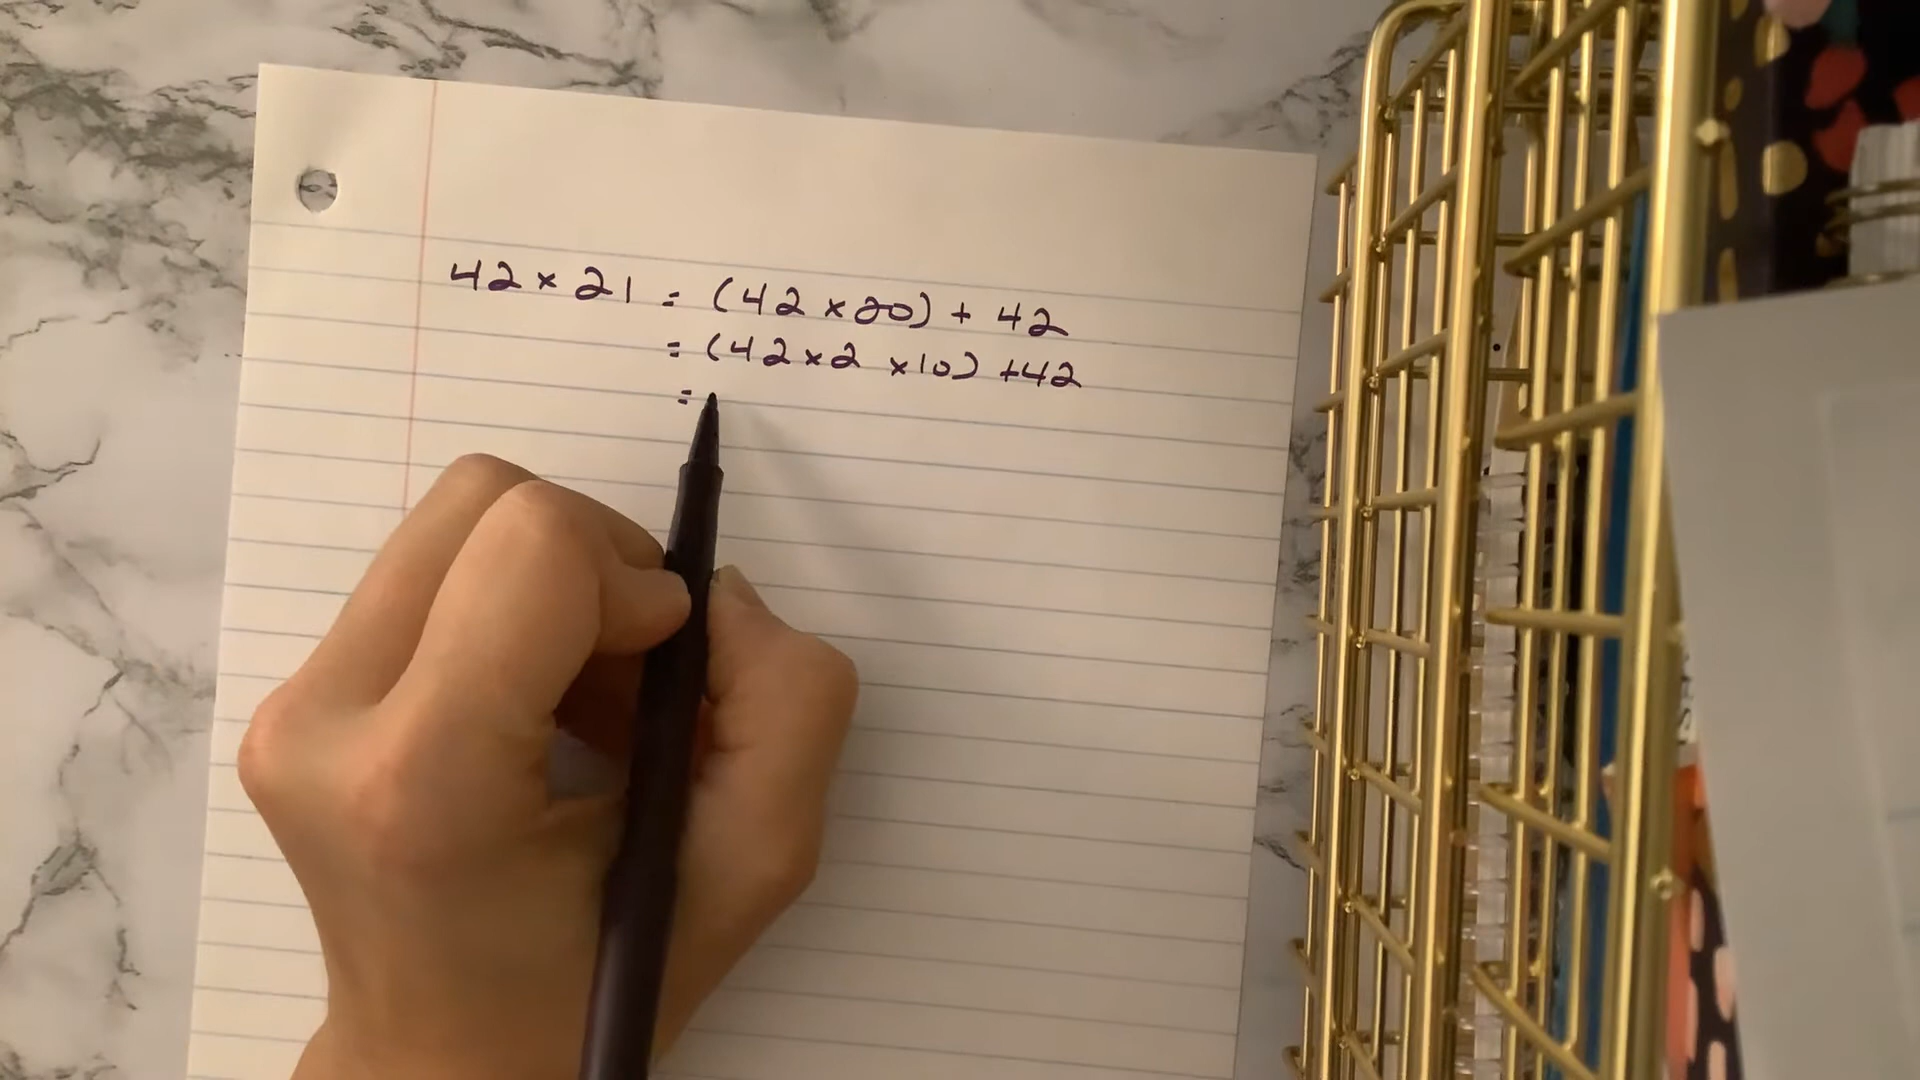 42 × 21 = (42 × 20) + 42
= (42 × 2 × 10) + 42
=